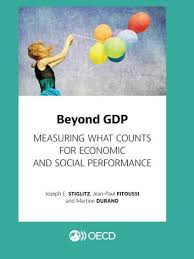 Beyond GDP
MEASURING WHAT COUNTS
FOR ECONOMIC
AND SOCIAL PERFORMANCE
Joseph E. STIGLITZ, Jean-Paul FITOUSSI
and Martine DURAND
OECD